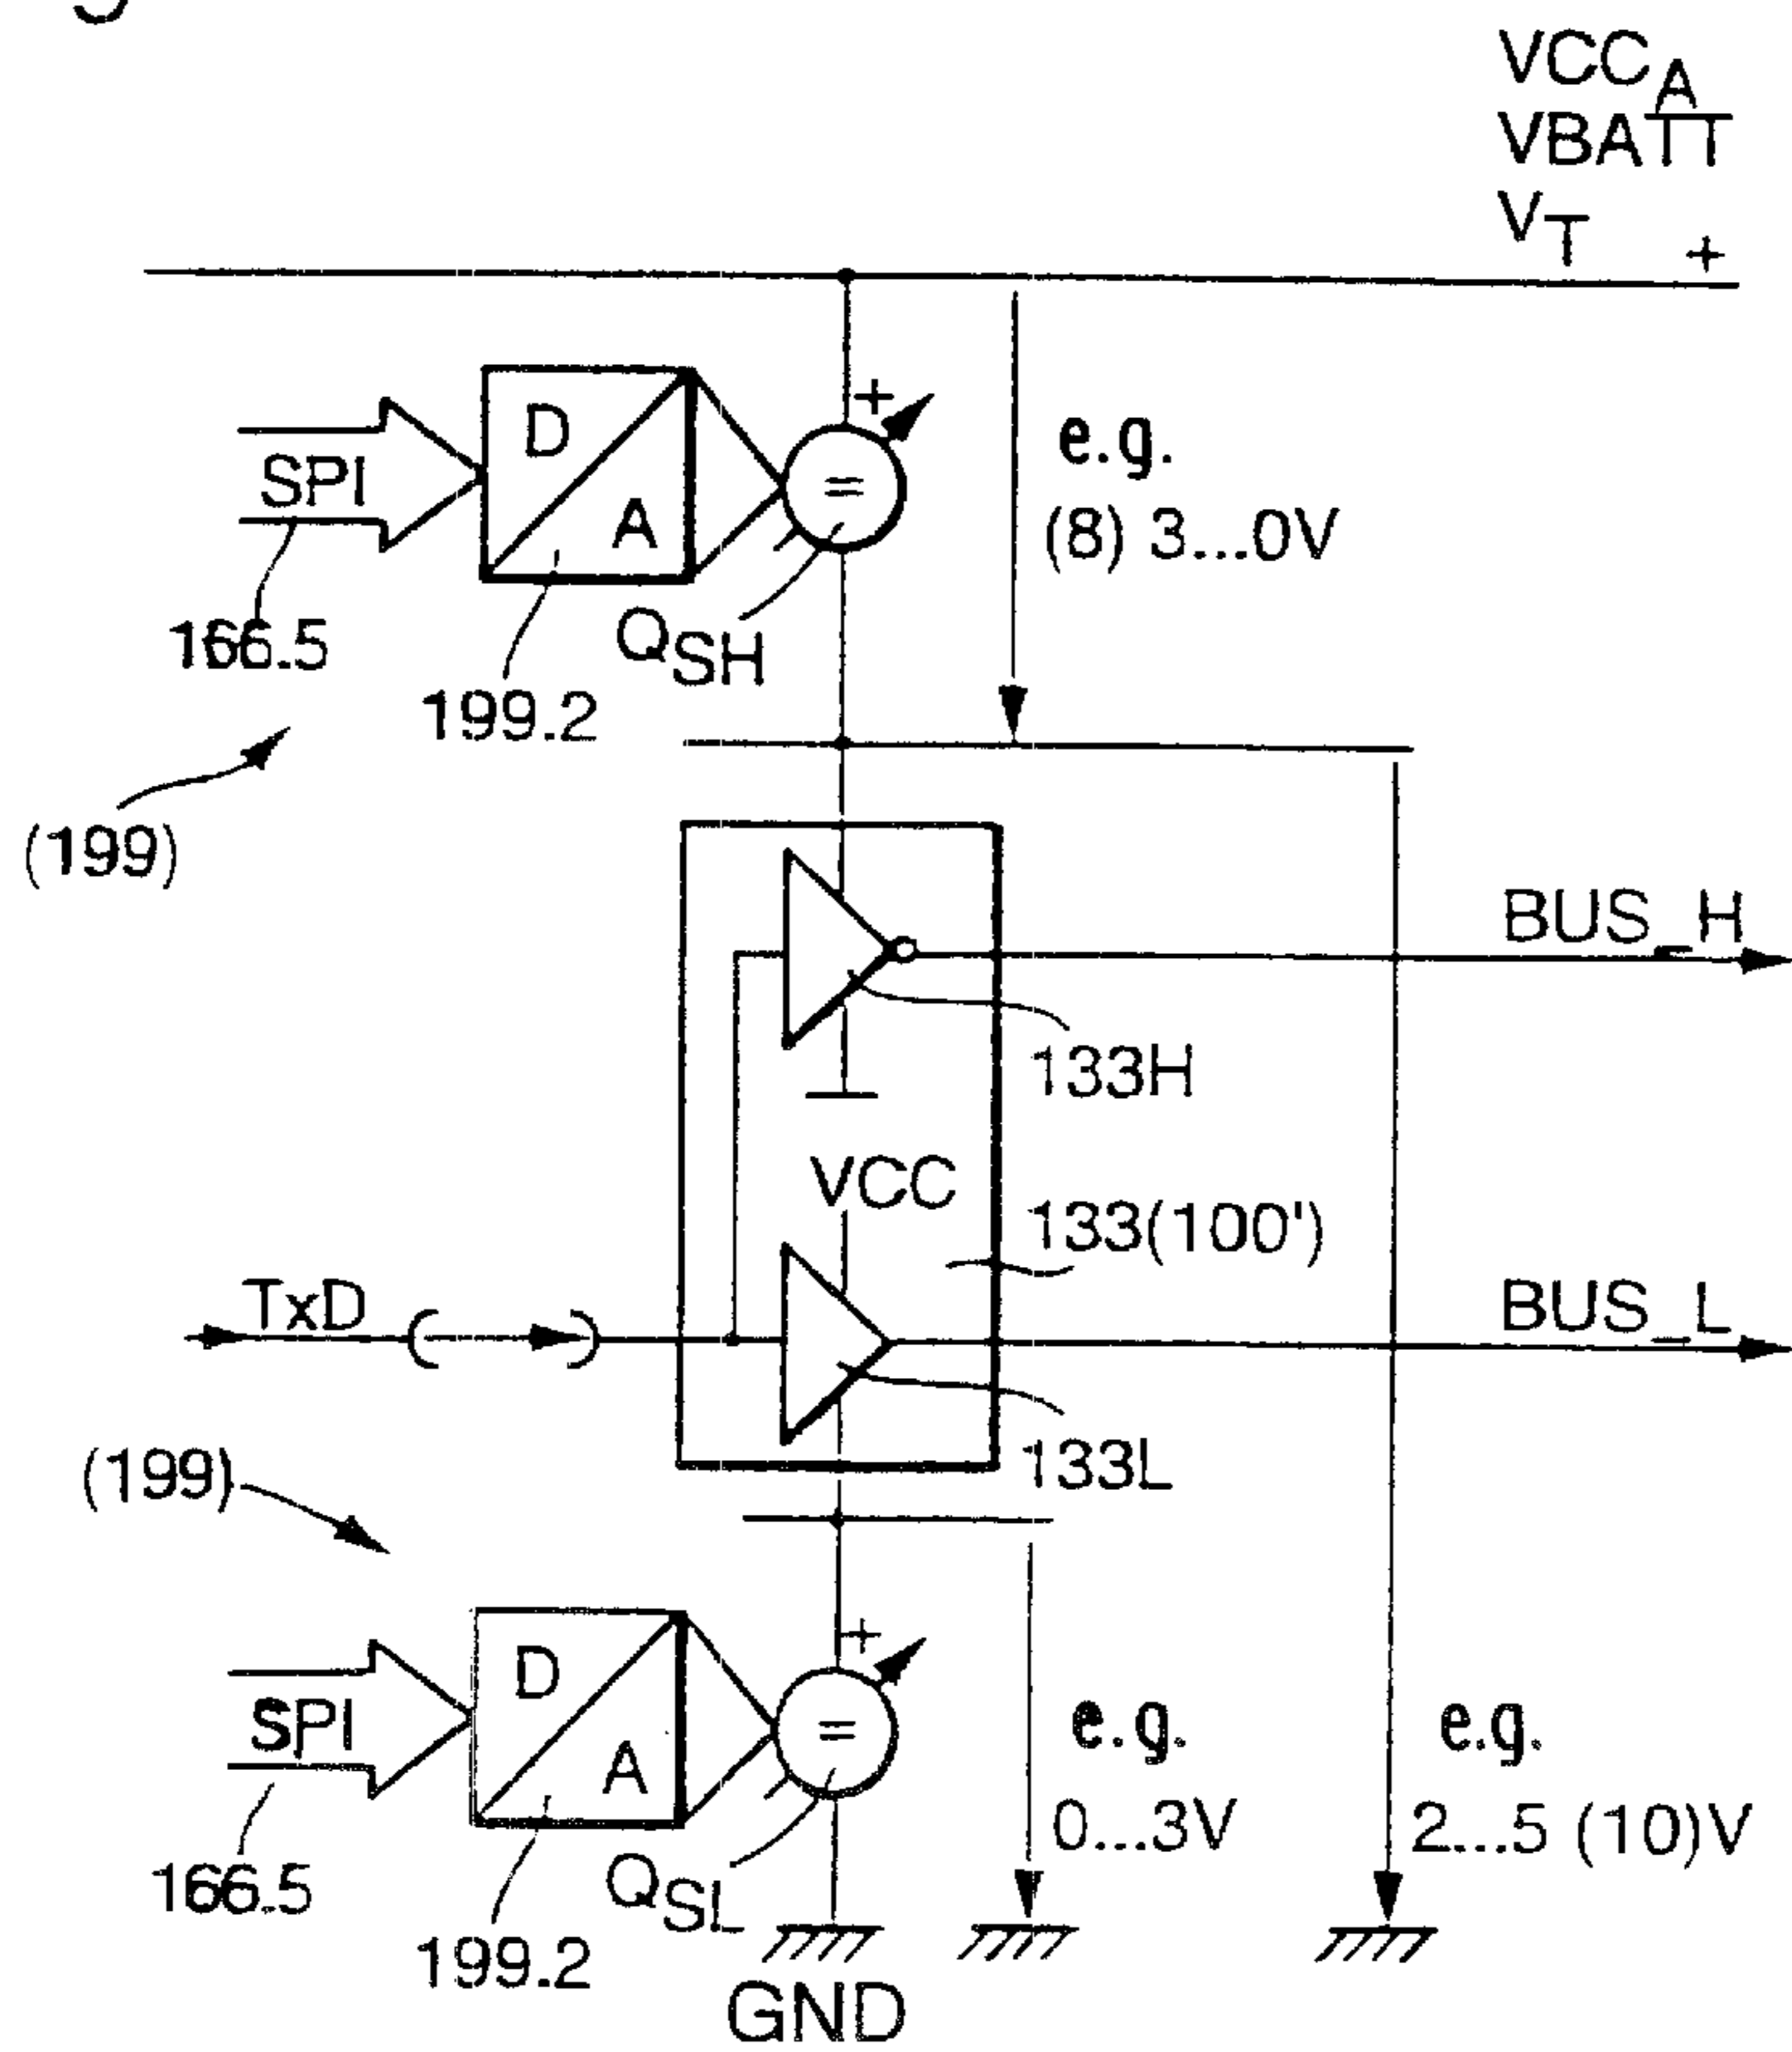 VCCA
VBATT
VT +
+
D
A
SPI
=
e.g.
(8) 3...0V
166.5
QSH
199.2
(199)
BUS_H
133H
VCC
133(100')
TxD
BUS_L
133L
(199)
+
D
A
SPI
=
e.g.
0...3V
e.g.
2...5 (10)V
166.5
QSL
199.2
GND